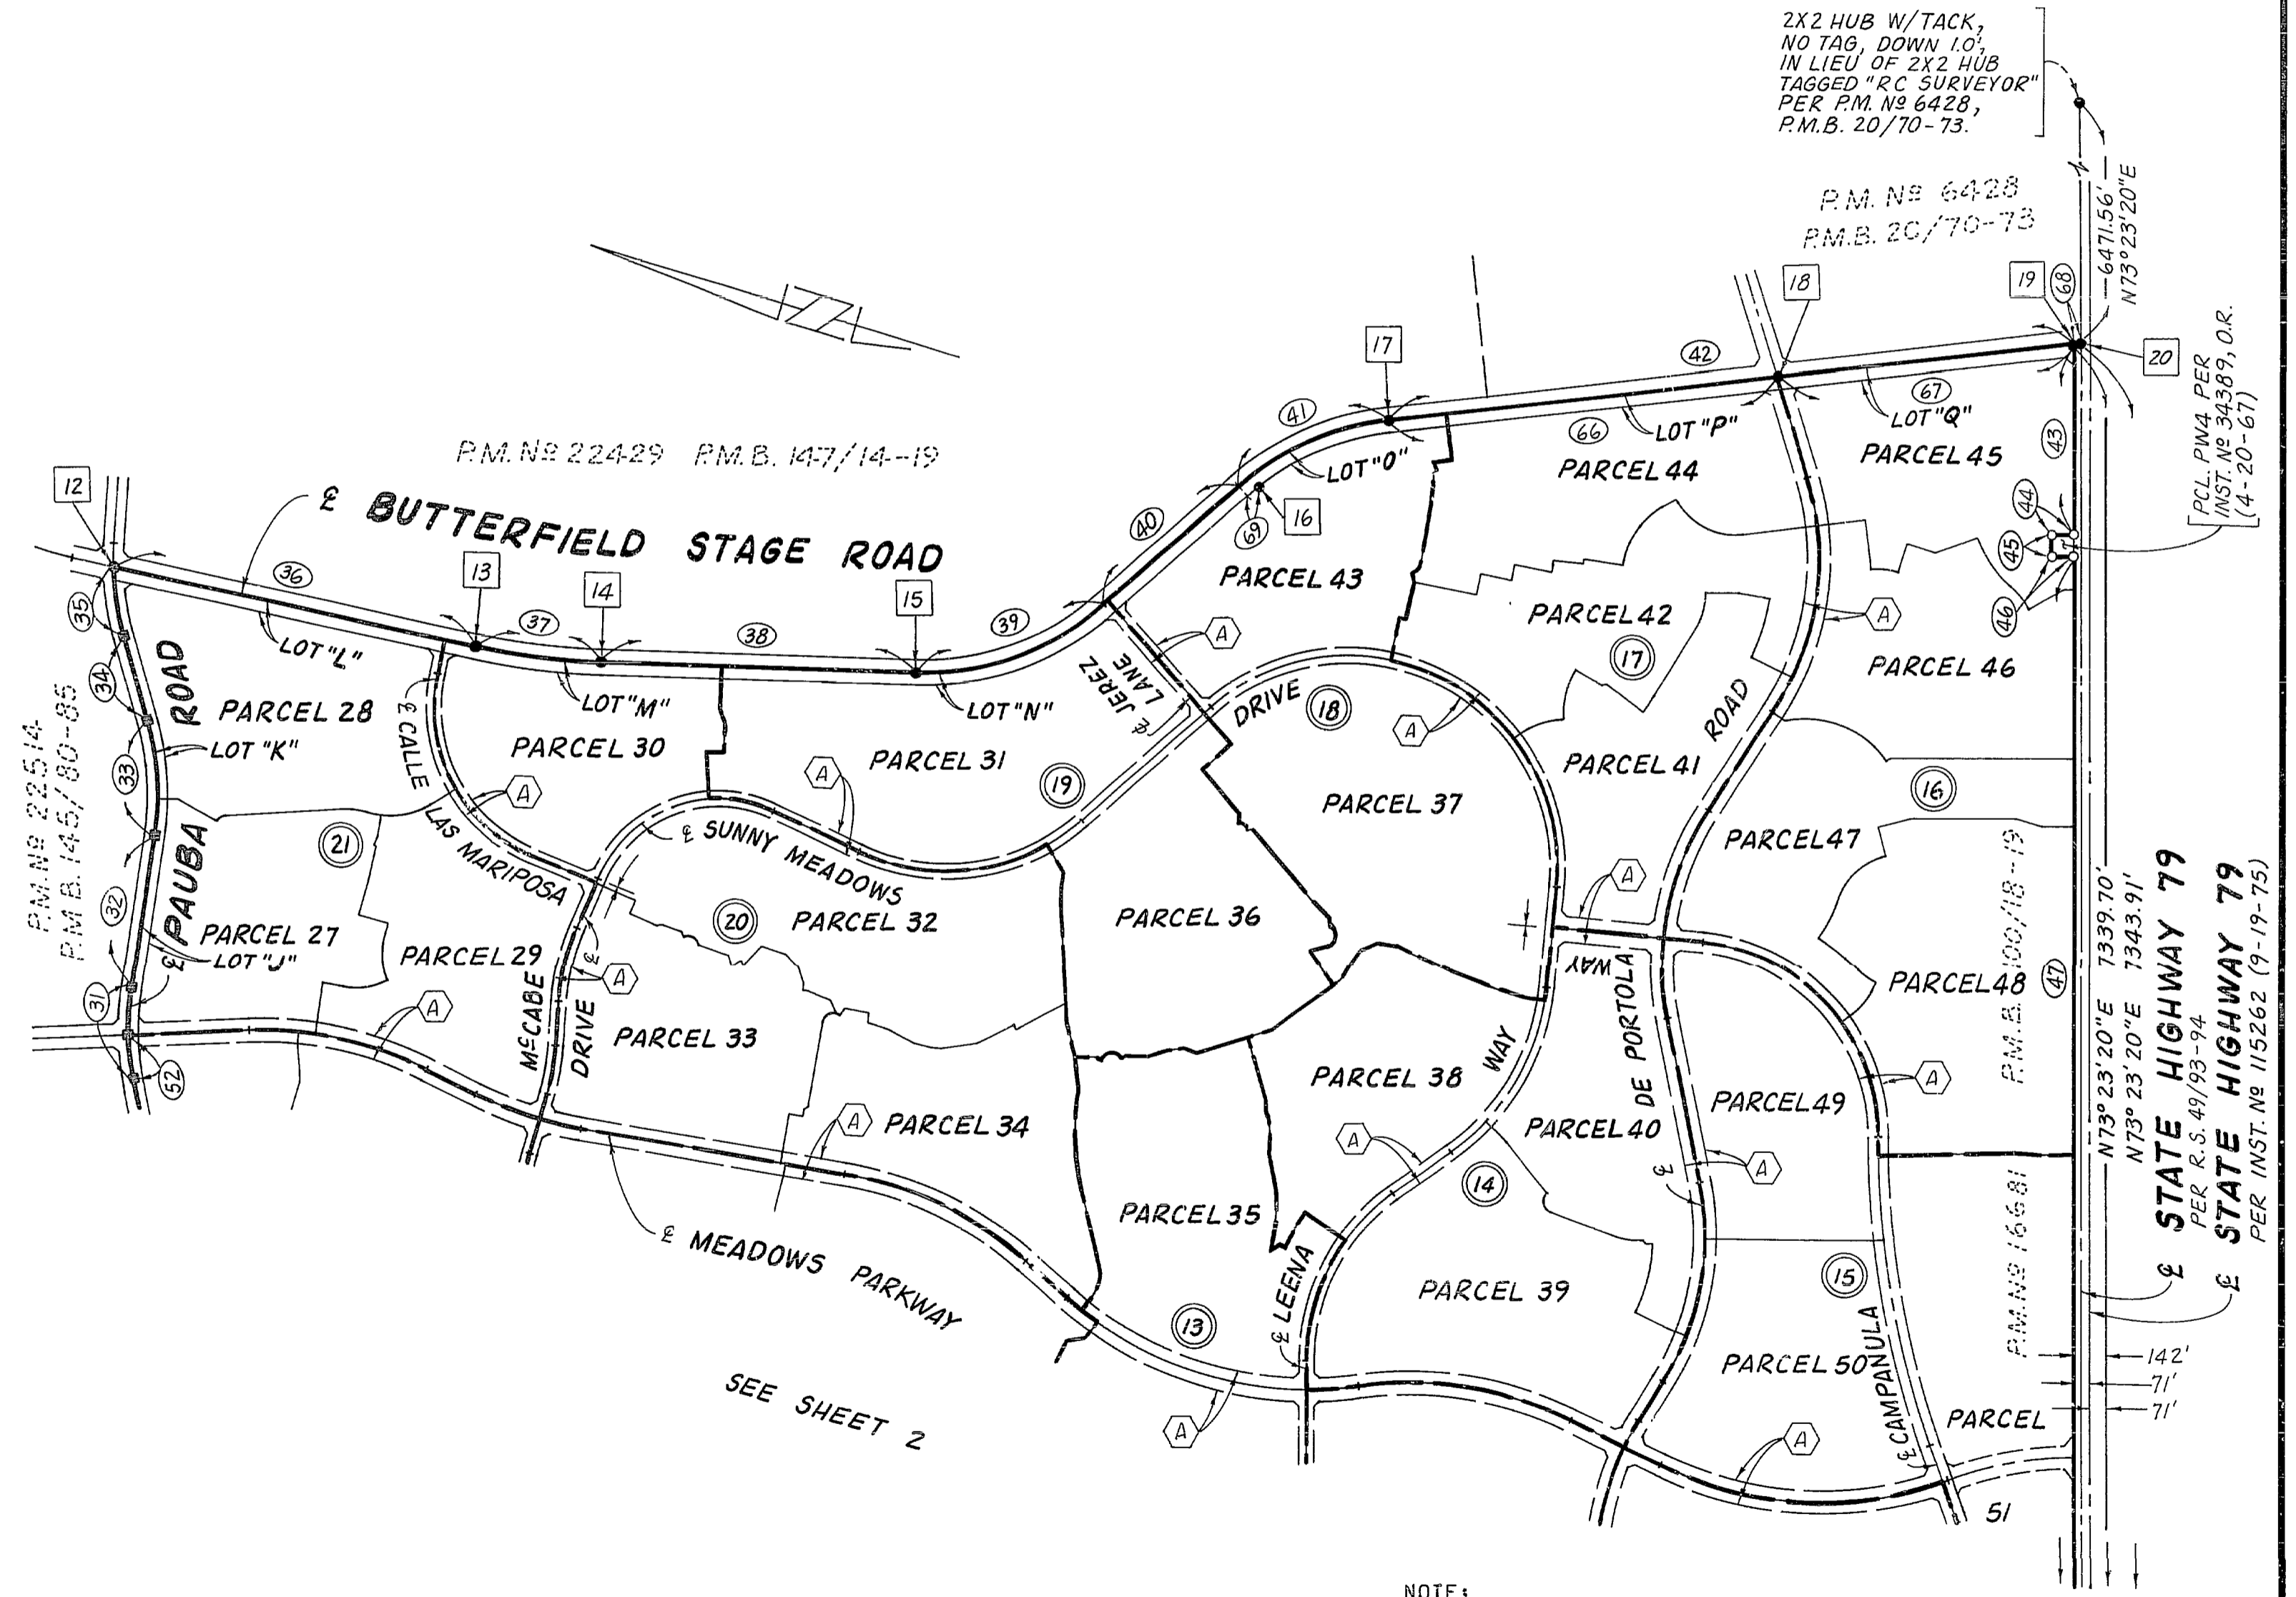 2X2 HUB W/TACK,
NO TAG, DOWN 1.0',
IN LIEU OF 2X2 HUB
TAGGED "RC SURVEYOR"
PER P.M. Nº 6428,
P.M.B. 20/70-73.
P.M. Nº 6428
P.M.B. 20/70-73
6471.56'
N73°23'20"E
19
68
18
20
17
42
67
LOT "Q"
41
66
LOT "P"
PARCEL 45
43
PCL. PIN4 PER
INST. Nº 34389, O.R.
(4-20-67)
P.M. Nº 22429 P.M.B. 147/14--19
LOT "O"
PARCEL 44
12
℄ BUTTERFIELD STAGE ROAD
40
69
16
44
45
46
36
13
14
15
PARCEL 43
35
37
38
39
A
PARCEL 42
A
LOT "L"
17
PARCEL 46
34
ROAD
PARCEL 28
LOT "M"
LOT "N"
℄ JEREZ
LANE
DRIVE
18
A
ROAD
P.M. Nº 22514-
P.M.B. 145/80-85
LOT "K"
℄ CALLE
PARCEL 30
PARCEL 31
PARCEL 41
33
A
A
19
PARCEL 37
16
21
LAS MARIPOSA
℄ SUNNY MEADOWS
PARCEL 47
32
℄ PAUBA
PARCEL 27
LOT "J"
PARCEL 29
20
PARCEL 32
PARCEL 36
A
WAY
PARCEL 48
47
P.M.B. 100/18--19
31
A
℄ McCABE
DRIVE
A
PARCEL 33
52
PARCEL 34
A
PARCEL 38
WAY
A
℄ DE PORTOLA
PARCEL 40
PARCEL 49
A
A
14
PARCEL 35
℄ MEADOWS PARKWAY
℄ LEENA
13
PARCEL 39
15
PARCEL 50
℄ CAMPANULA
P.M. Nº 16681
N73°23'20"E 7339.70'
N73°23'20"E 7343.91'
℄ STATE HIGHWAY 79
PER R.S. 49/93-94
℄ STATE HIGHWAY 79
PER INST. Nº 115262 (9-19-75)
142'
71'
71'
SEE SHEET 2
A
A
PARCEL
51
NOTE: